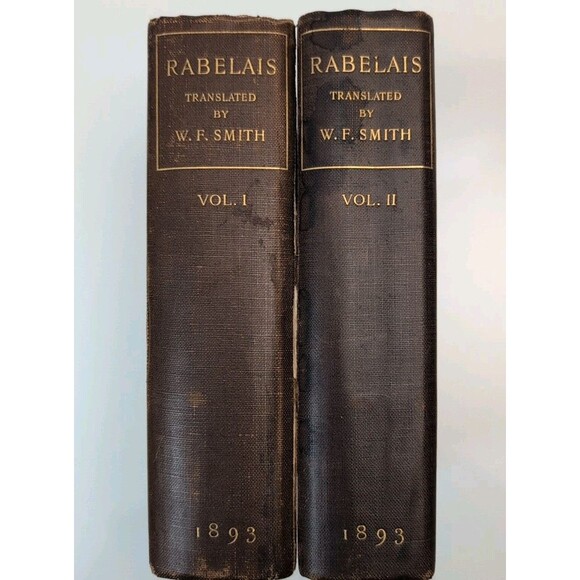 RABELAIS
TRANSLATED
BY
W. F. SMITH
VOL. I
1893
RABELAIS
TRANSLATED
BY
W. F. SMITH
VOL. II
1893